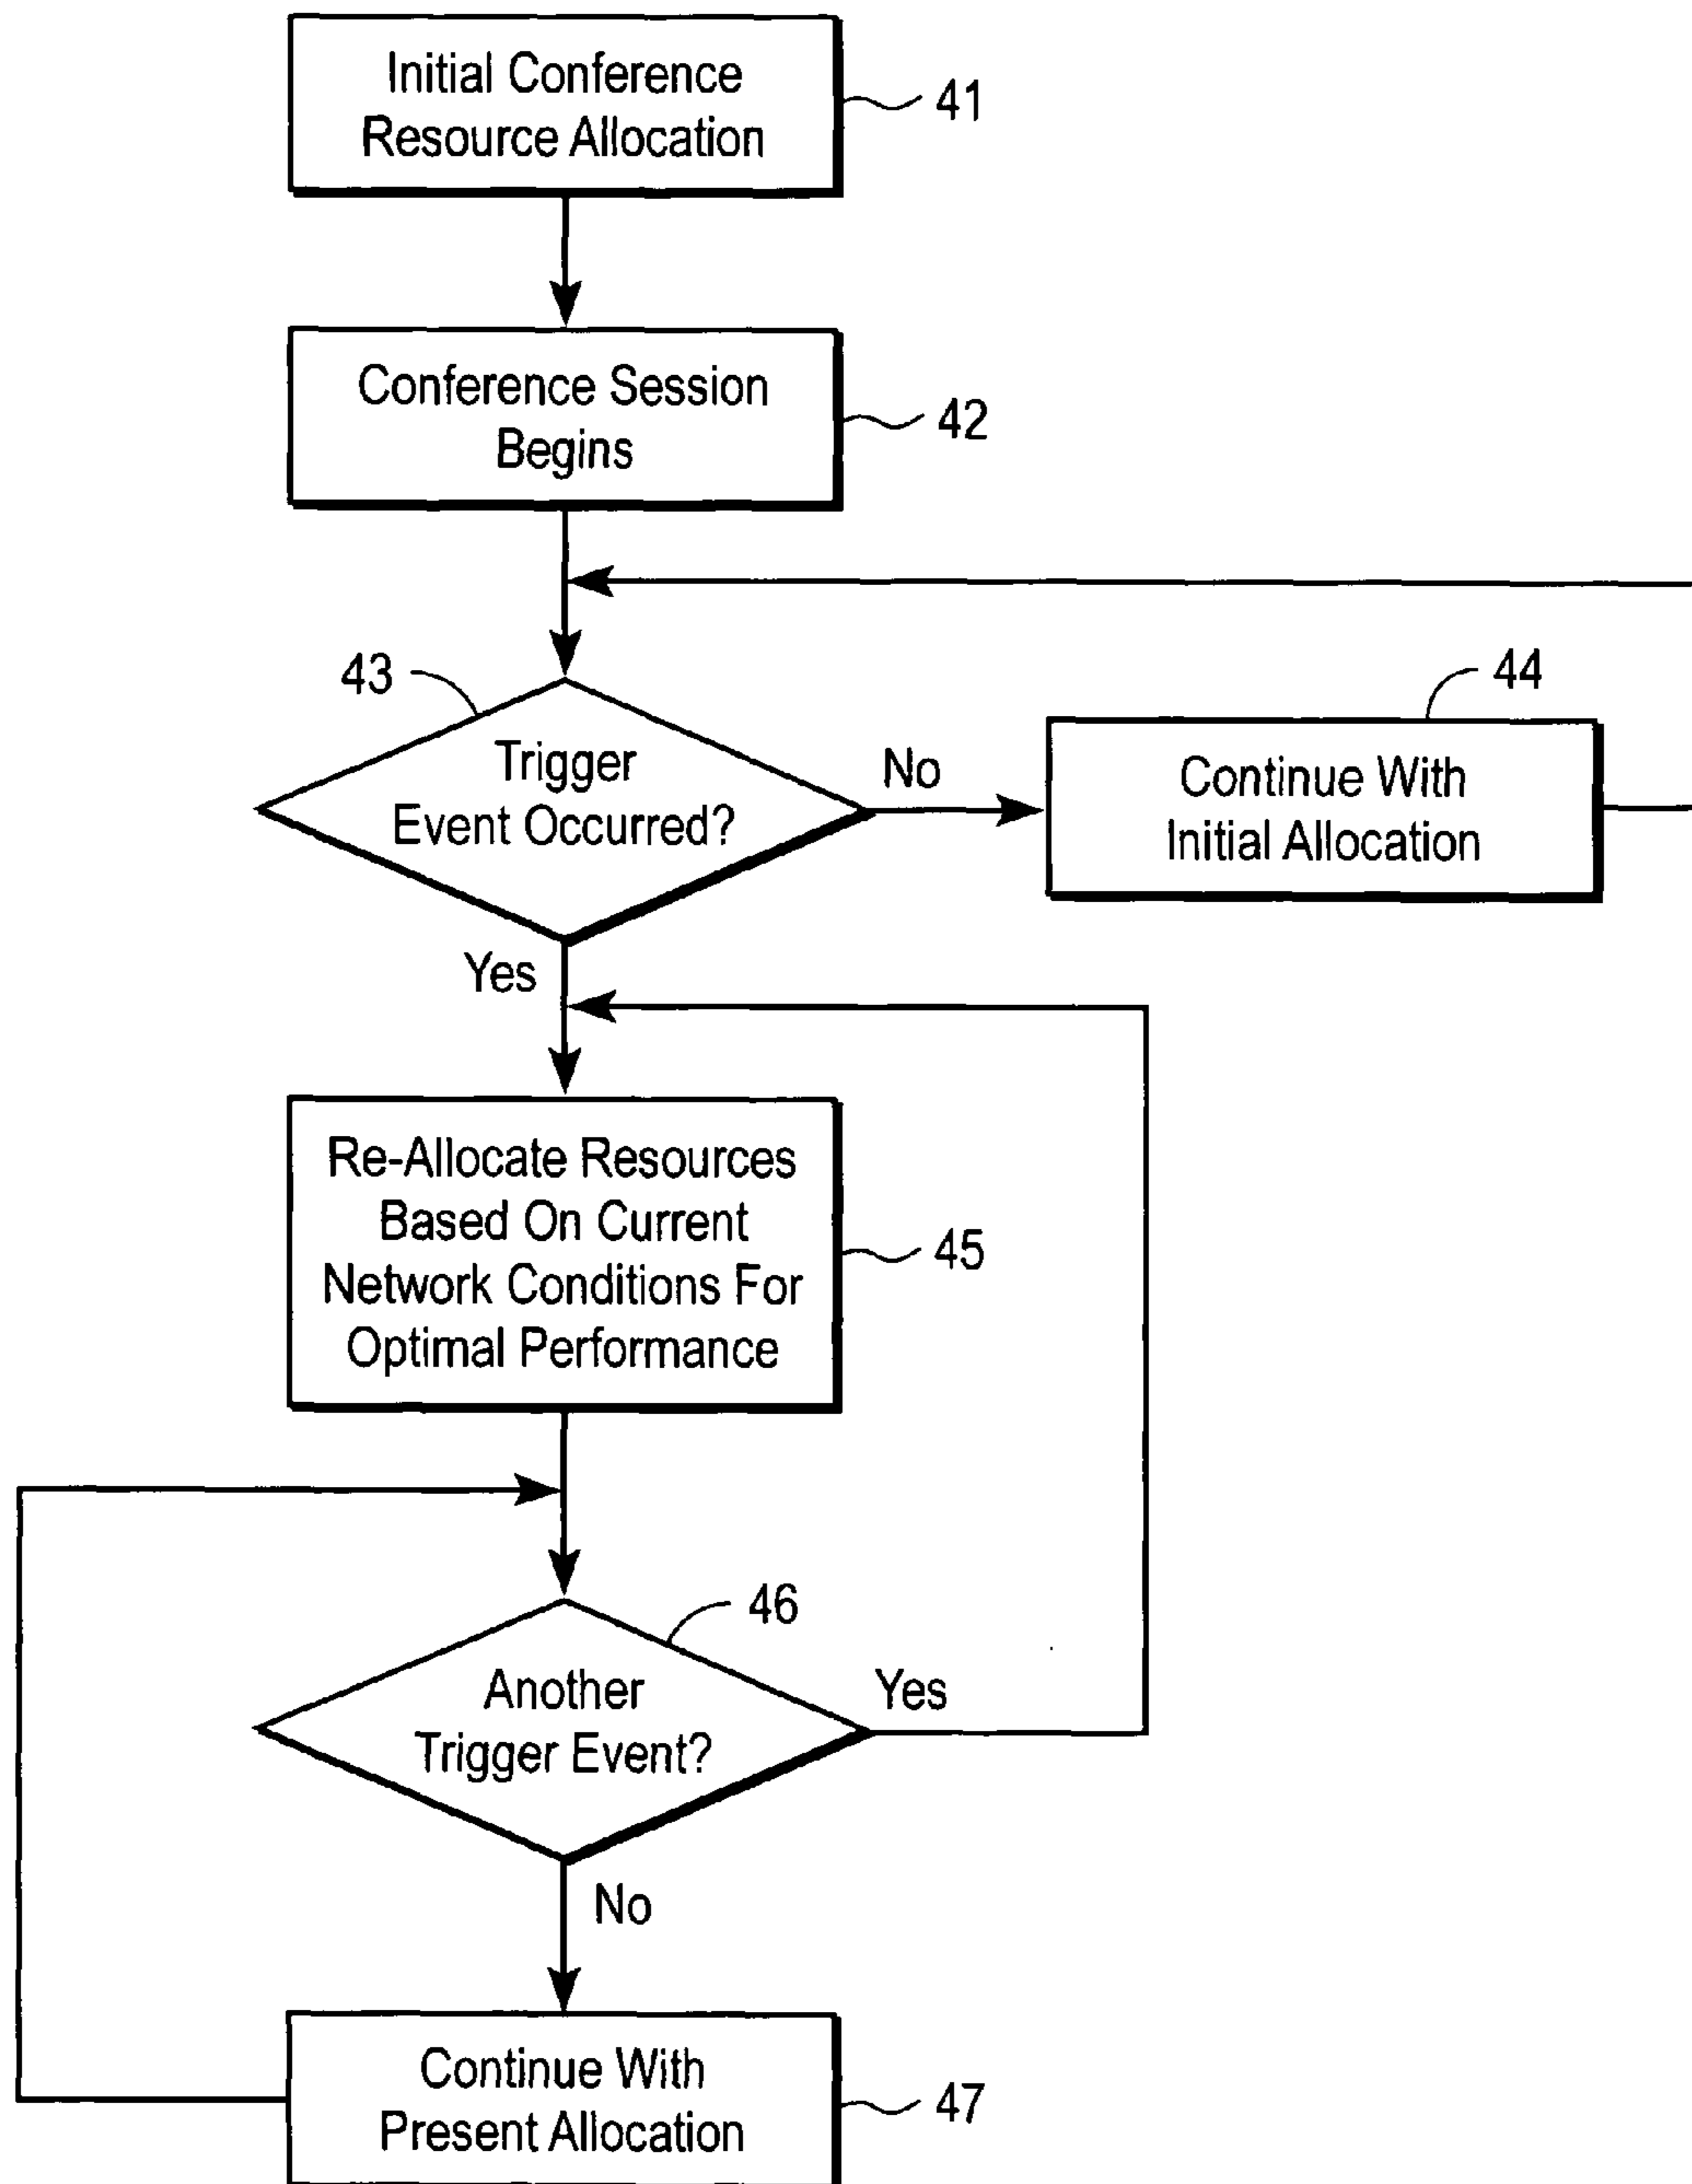 Initial Conference
Resource Allocation
41
Conference Session
Begins
42
43
Trigger
Event Occurred?
No
44
Continue With
Initial Allocation
Yes
Re-Allocate Resources
Based On Current
Network Conditions For
Optimal Performance
45
46
Another
Trigger Event?
Yes
No
Continue With
Present Allocation
47